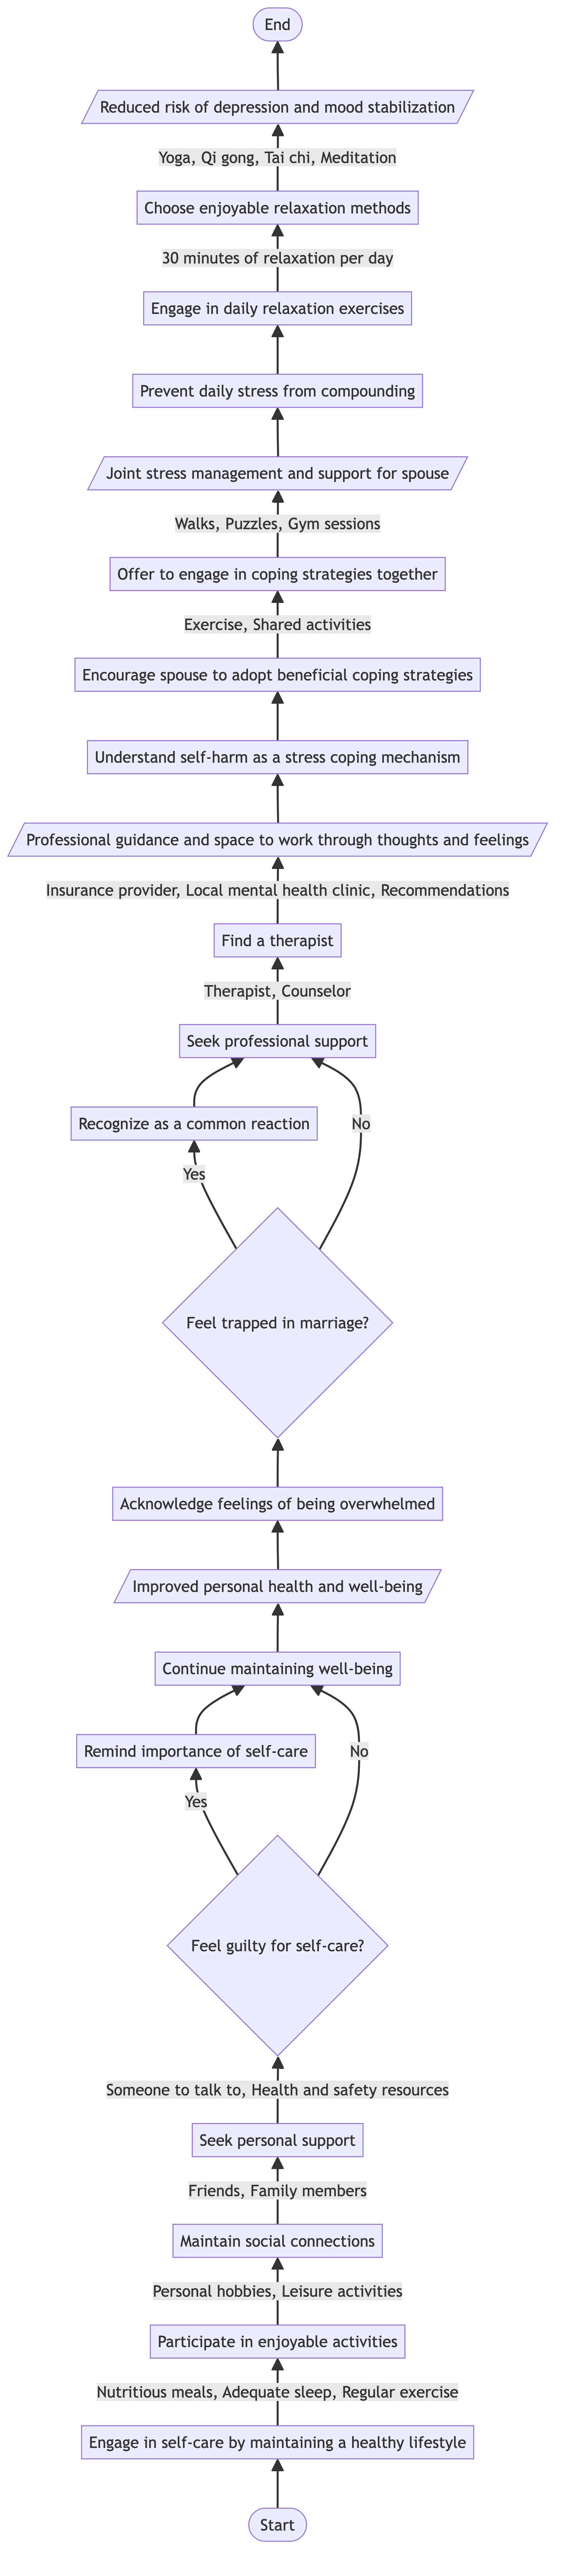 End
Reduced risk of depression and mood stabilization
Yoga, Qi gong, Tai chi, Meditation
Choose enjoyable relaxation methods
30 minutes of relaxation per day
Engage in daily relaxation exercises
Prevent daily stress from compounding
Joint stress management and support for spouse
Walks, Puzzles, Gym sessions
Offer to engage in coping strategies together
Exercise, Shared activities
Encourage spouse to adopt beneficial coping strategies
Understand self-harm as a stress coping mechanism
Professional guidance and space to work through thoughts and feelings
Insurance provider, Local mental health clinic, Recommendations
Find a therapist
Therapist, Counselor
Seek professional support
Recognize as a common reaction
No
Yes
Feel trapped in marriage?
Acknowledge feelings of being overwhelmed
Improved personal health and well-being
Continue maintaining well-being
Remind importance of self-care
No
Yes
Feel guilty for self-care?
Someone to talk to, Health and safety resources
Seek personal support
Friends, Family members
Maintain social connections
Personal hobbies, Leisure activities
Participate in enjoyable activities
Nutritious meals, Adequate sleep, Regular exercise
Engage in self-care by maintaining a healthy lifestyle
Start